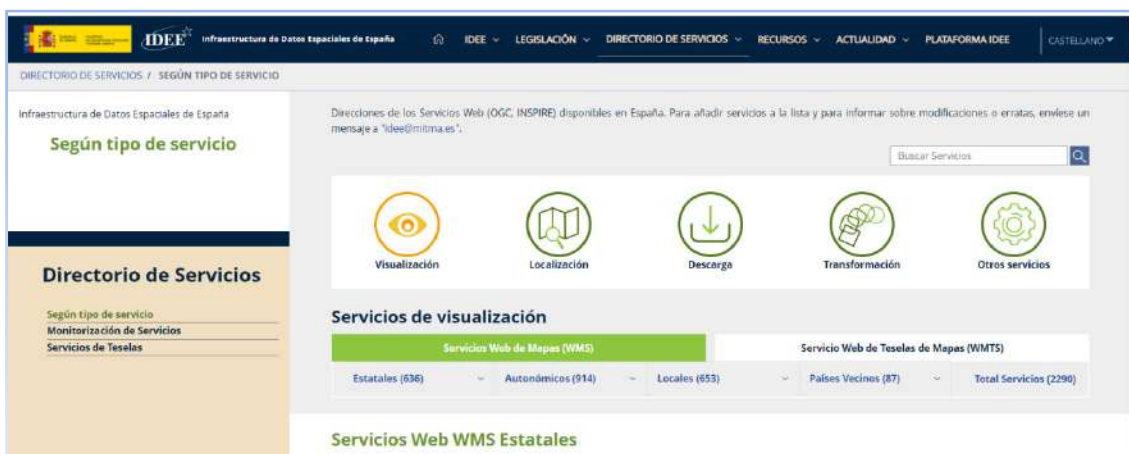 IDEE Infraestructura de Datos Espaciales de España IDEE LEGISLACIÓN DIRECTORIO DE SERVICIOS RECURSOS ACTUALIDAD PLATAFORMA IDEE CASTELLANO
DIRECTORIO DE SERVICIOS / SEGÚN TIPO DE SERVICIO
Infraestructura de Datos Espaciales de España
Según tipo de servicio
Directorio de Servicios
Según tipo de servicio
Monitorización de Servicios
Servicios de Teselas
Direcciones de los Servicios Web (OGC, INSPIRE) disponibles en España. Para añadir servicios a la lista y para informar sobre modificaciones o erratas, envíese un
mensaje a "idee@mitma.es".
Buscar Servicios
Visualización Localización Descarga Transformación Otros servicios
Servicios de visualización
Servicios Web de Mapas (WMS) Servicio Web de Teselas de Mapas (WMTS)
Estatales (636) Autonómicos (914) Locales (653) Países Vecinos (87) Total Servicios (2290)
Servicios Web WMS Estatales